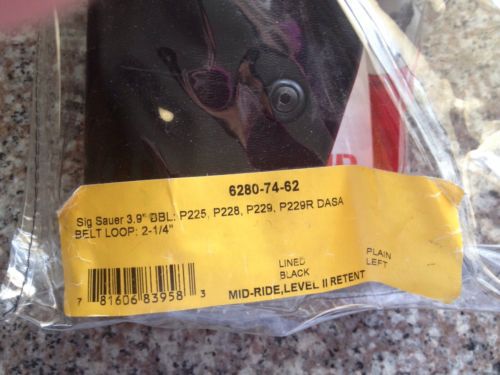 6280-74-62
Sig Sauer 3.9" BBL: P225, P228, P229, P229R DASA
BELT LOOP: 2-1/4"
LINED PLAIN
BLACK LEFT
7 81606 83958 3
MID-RIDE,LEVEL II RETENT